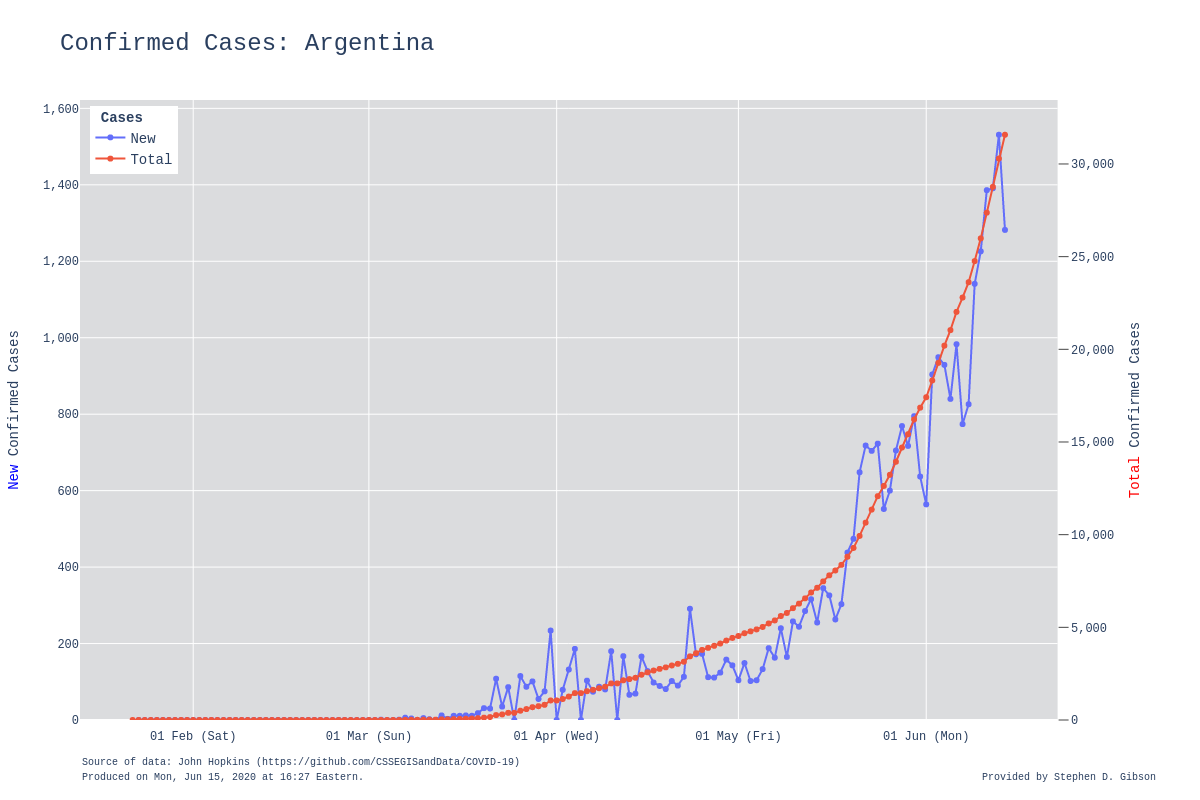 Confirmed Cases: Argentina
Cases
New
Total
1,600
1,400
1,200
1,000
800
600
400
200
0
New Confirmed Cases
30,000
25,000
20,000
15,000
10,000
5,000
0
Total Confirmed Cases
01 Feb (Sat)
01 Mar (Sun)
01 Apr (Wed)
01 May (Fri)
01 Jun (Mon)
Source of data: John Hopkins (https://github.com/CSSEGISandData/COVID-19)
Produced on Mon, Jun 15, 2020 at 16:27 Eastern.
Provided by Stephen D. Gibson